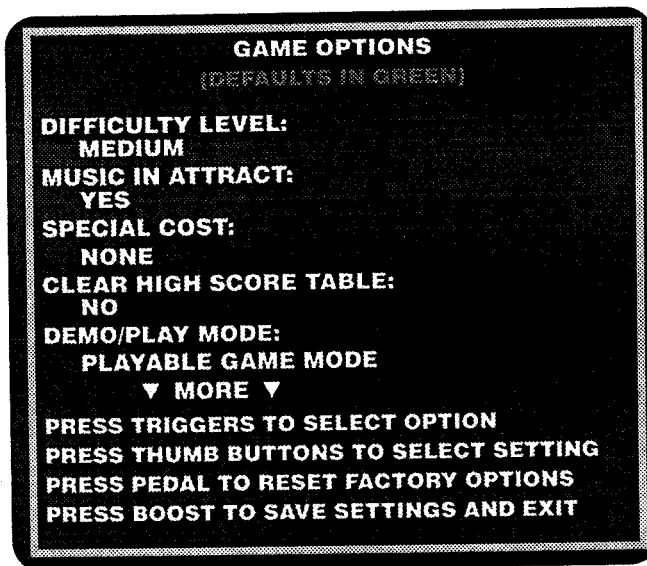 GAME OPTIONS
(DEFAULTS IN GREEN)
DIFFICULTY LEVEL:
MEDIUM
MUSIC IN ATTRACT:
YES
SPECIAL COST:
NONE
CLEAR HIGH SCORE TABLE:
NO
DEMO/PLAY MODE:
PLAYABLE GAME MODE
▼ MORE ▼
PRESS TRIGGERS TO SELECT OPTION
PRESS THUMB BUTTONS TO SELECT SETTING
PRESS PEDAL TO RESET FACTORY OPTIONS
PRESS BOOST TO SAVE SETTINGS AND EXIT